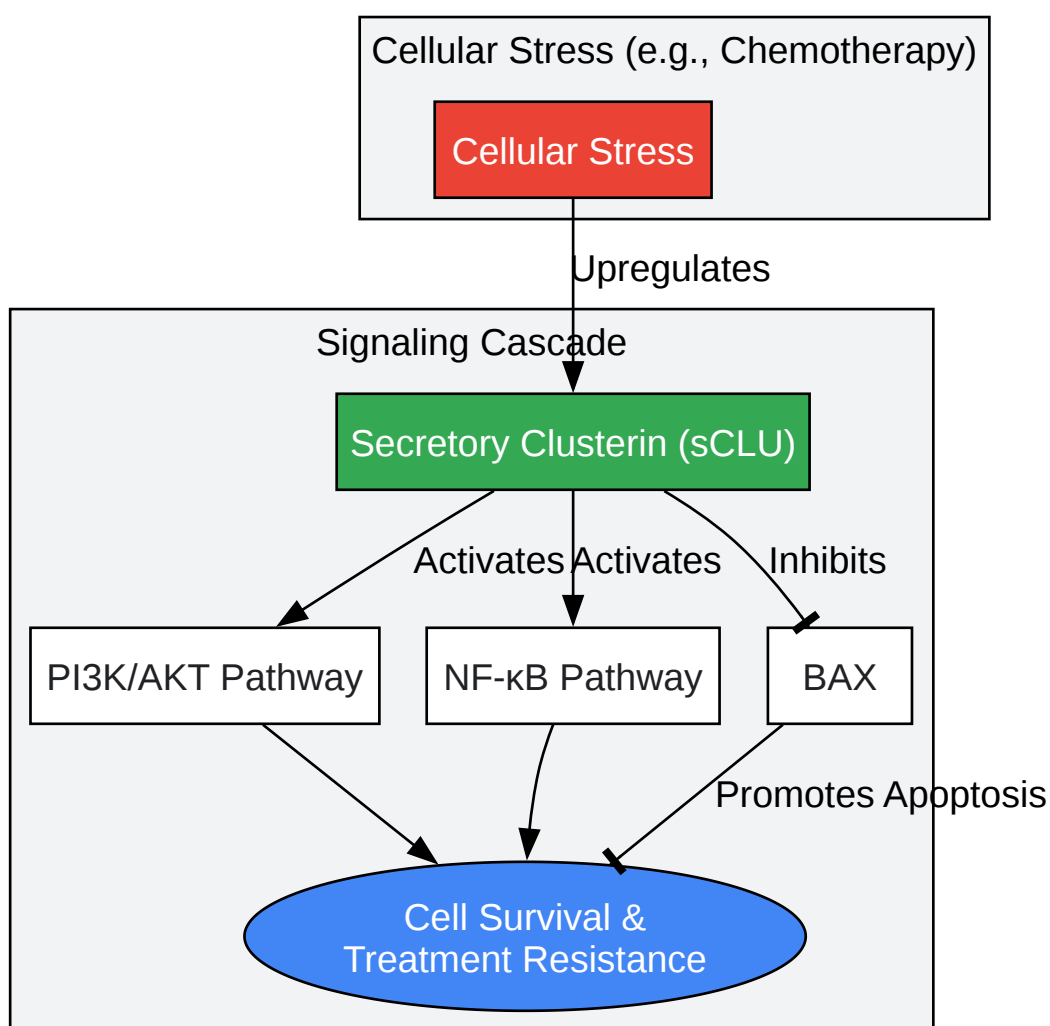 Cellular Stress (e.g., Chemotherapy)
Cellular Stress
Upregulates
Signaling Cascade
Secretory Clusterin (sCLU)
Activates
Activates
Inhibits
PI3K/AKT Pathway
NF-κB Pathway
BAX
Promotes Apoptosis
Cell Survival &
Treatment Resistance